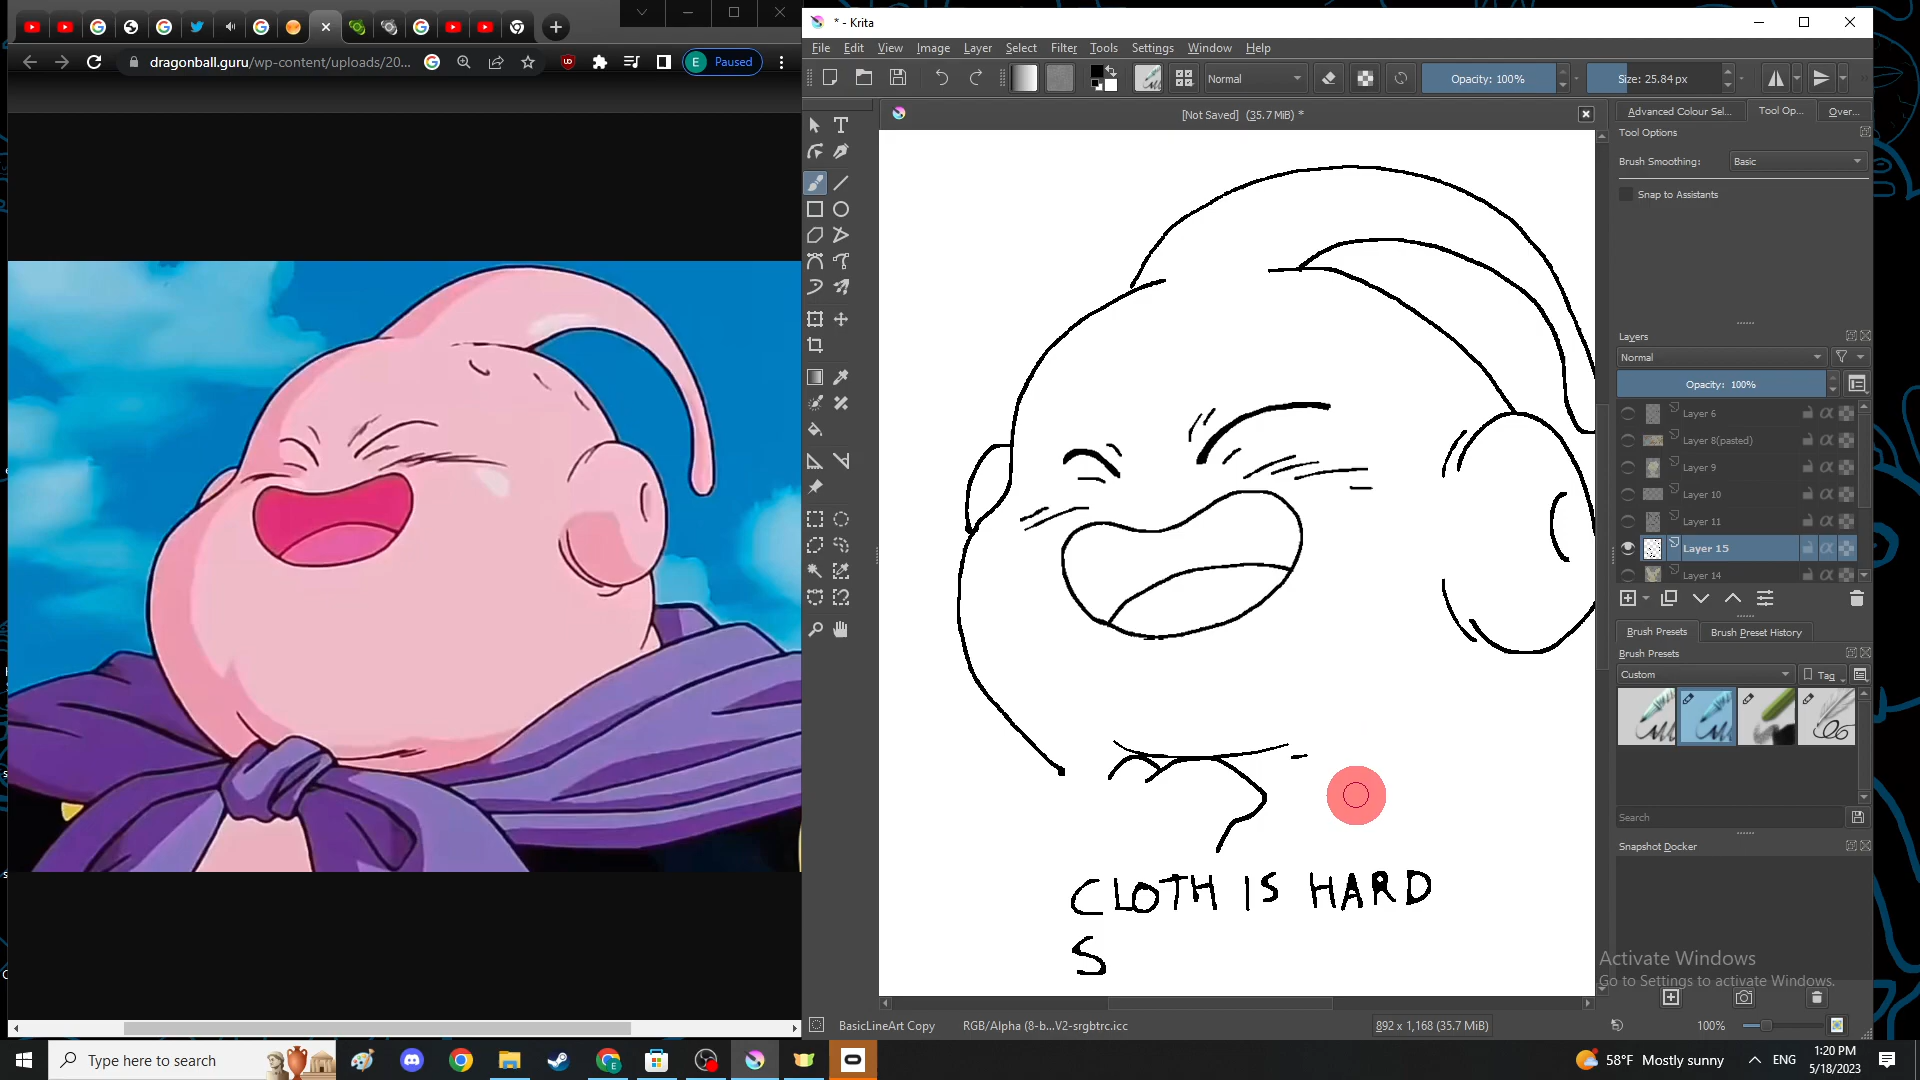 * - Krita
dragonball.guru/wp-content/uploads/20...
E Paused
File Edit View Image Layer Select Filter Tools Settings Window Help
Normal
Opacity: 100%
Size: 25.84 px
[Not Saved] (35.7 MiB) *
Advanced Colour Sel...
Tool Op...
Over...
Tool Options
Brush Smoothing: Basic
Snap to Assistants
Layers
Normal
Opacity: 100%
Layer 6
Layer 8(pasted)
Layer 9
Layer 10
Layer 11
Layer 15
Layer 14
Brush Presets
Brush Preset History
Brush Presets
Custom
Tag
Search
Snapshot Docker
CLOTH IS HARD
S
Activate Windows
Go to Settings to activate Windows.
BasicLineArt Copy
RGB/Alpha (8-b...V2-srgbtrc.icc
892 x 1,168 (35.7 MiB)
100%
Type here to search
58°F Mostly sunny
ENG
1:20 PM
5/18/2023